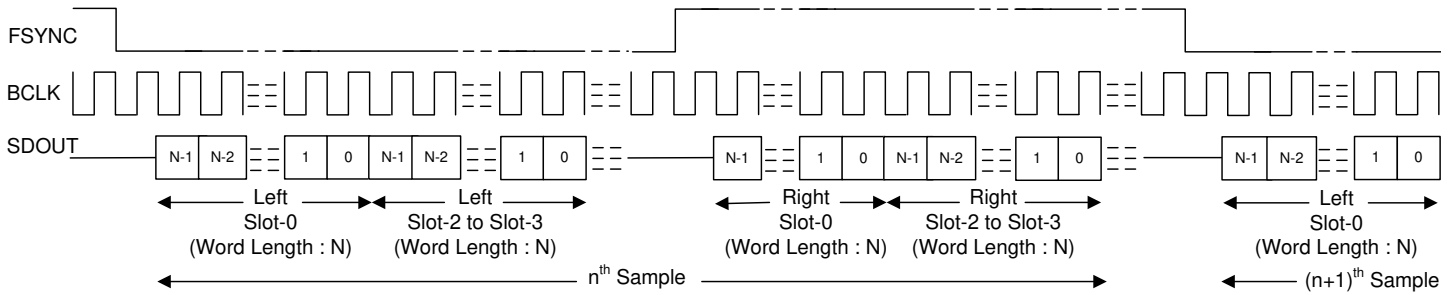 FSYNC
BCLK
SDOUT
N-1 N-2 1 0 N-1 N-2 1 0 N-1 1 0 N-1 N-2 1 0 N-1 N-2 1 0
Left Left Right Right Left
Slot-0 Slot-2 to Slot-3 Slot-0 Slot-2 to Slot-3 Slot-0
(Word Length : N) (Word Length : N) (Word Length : N) (Word Length : N) (Word Length : N)
nth Sample (n+1)th Sample